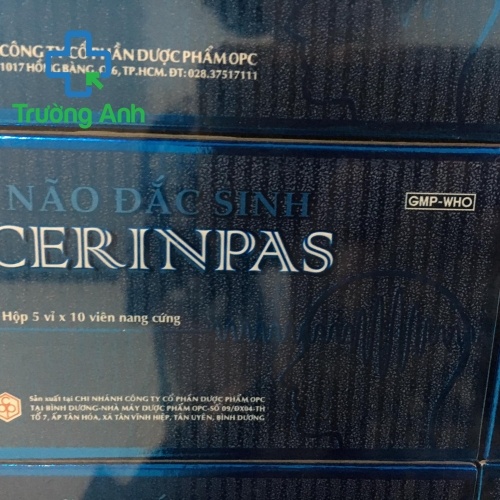 CÔNG TY CỔ PHẦN DƯỢC PHẨM OPC
1017 HỒNG BÀNG, Q.6, TP.HCM. ĐT: 028.37517111
Trường Anh
NÃO ĐẮC SINH
GMP-WHO
CERINPAS
Hộp 5 vỉ x 10 viên nang cứng
Sản xuất tại CHI NHÁNH CÔNG TY CỔ PHẦN DƯỢC PHẨM OPC
TẠI BÌNH DƯƠNG-NHÀ MÁY DƯỢC PHẨM OPC-SỐ 09/ĐX04-TH
TỔ 7, ẤP TÂN HÓA, XÃ TÂN VĨNH HIỆP, TÂN UYÊN, BÌNH DƯƠNG